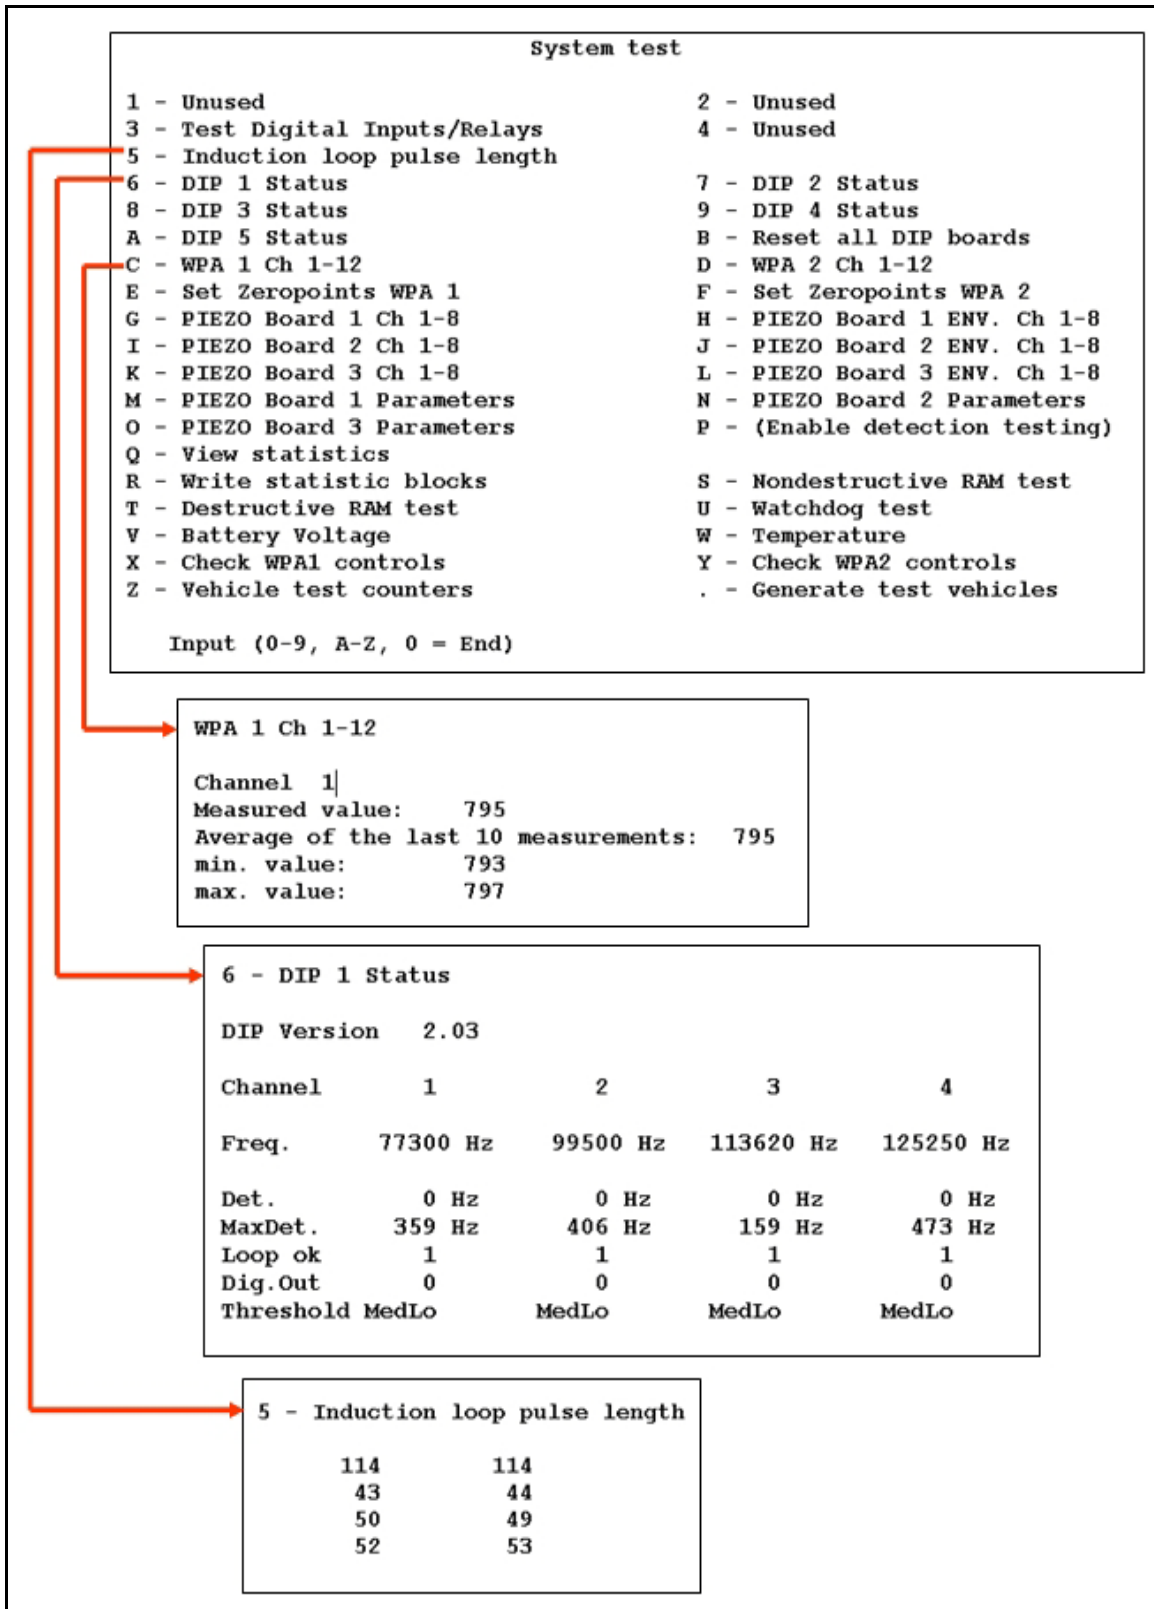 System test
1 - Unused 2 - Unused
3 - Test Digital Inputs/Relays 4 - Unused
5 - Induction loop pulse length
6 - DIP 1 Status 7 - DIP 2 Status
8 - DIP 3 Status 9 - DIP 4 Status
A - DIP 5 Status B - Reset all DIP boards
C - WPA 1 Ch 1-12 D - WPA 2 Ch 1-12
E - Set Zeropoints WPA 1 F - Set Zeropoints WPA 2
G - PIEZO Board 1 Ch 1-8 H - PIEZO Board 1 ENV. Ch 1-8
I - PIEZO Board 2 Ch 1-8 J - PIEZO Board 2 ENV. Ch 1-8
K - PIEZO Board 3 Ch 1-8 L - PIEZO Board 3 ENV. Ch 1-8
M - PIEZO Board 1 Parameters N - PIEZO Board 2 Parameters
O - PIEZO Board 3 Parameters P - (Enable detection testing)
Q - View statistics
R - Write statistic blocks S - Nondestructive RAM test
T - Destructive RAM test U - Watchdog test
V - Battery Voltage W - Temperature
X - Check WPA1 controls Y - Check WPA2 controls
Z - Vehicle test counters . - Generate test vehicles
Input (0-9, A-Z, 0 = End)
WPA 1 Ch 1-12
Channel 1
Measured value: 795
Average of the last 10 measurements: 795
min. value: 793
max. value: 797
6 - DIP 1 Status
DIP Version 2.03
Channel 1 2 3 4
Freq. 77300 Hz 99500 Hz 113620 Hz 125250 Hz
Det. 0 Hz 0 Hz 0 Hz 0 Hz
MaxDet. 359 Hz 406 Hz 159 Hz 473 Hz
Loop ok 1 1 1 1
Dig.Out 0 0 0 0
Threshold MedLo MedLo MedLo MedLo
5 - Induction loop pulse length
114 114
43 44
50 49
52 53